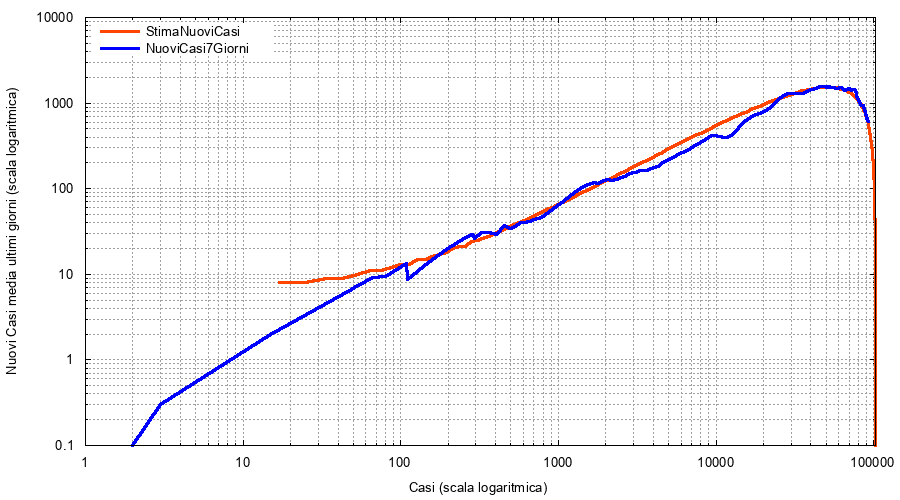 10000
1000
100
10
1
0.1
StimaNuoviCasi
NuoviCasi7Giorni
Nuovi Casi media ultimi giorni (scala logaritmica)
1 10 100 1000 10000 100000
Casi (scala logaritmica)